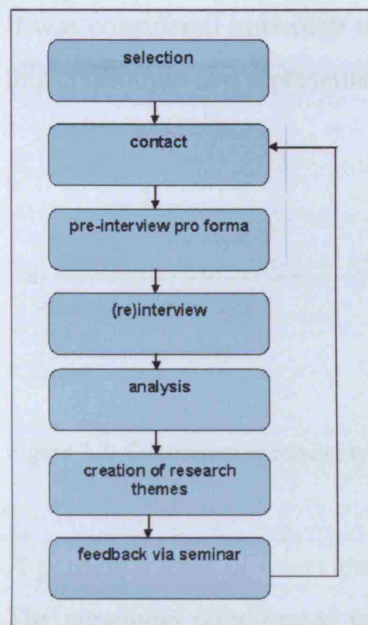 selection
contact
pre-interview pro forma
(re)interview
analysis
creation of research
themes
feedback via seminar